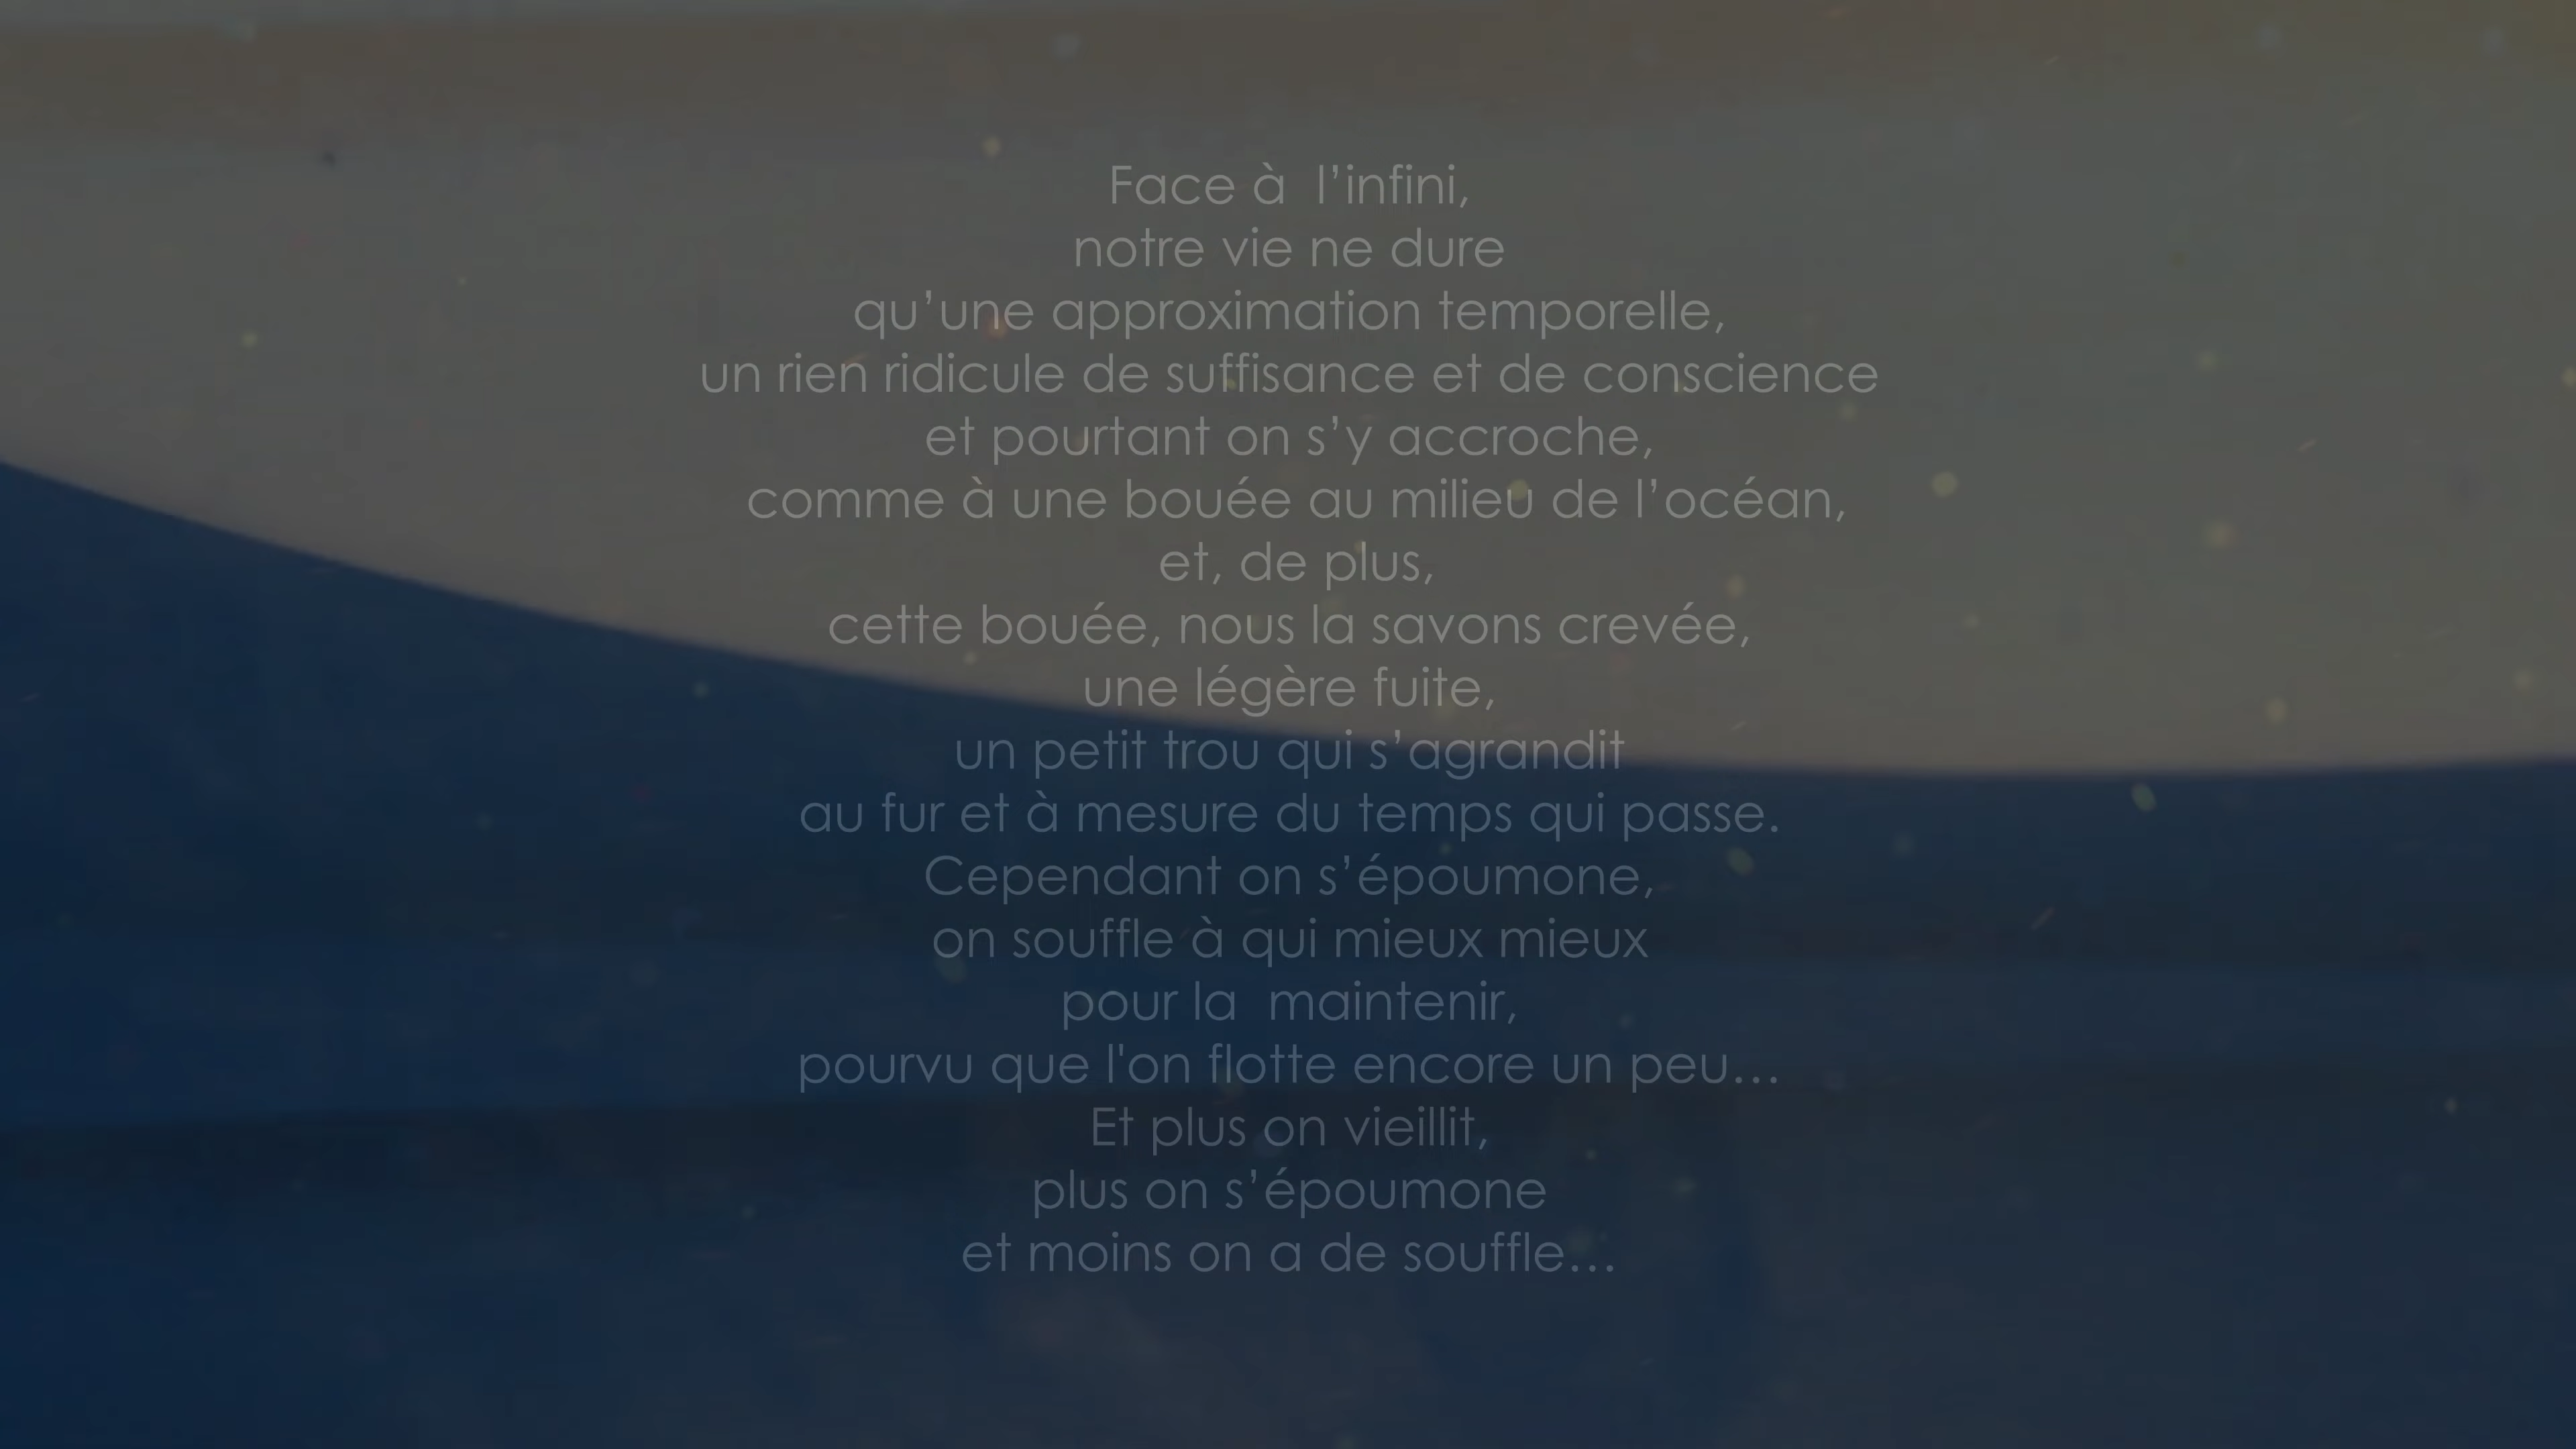 Face à  l’infini,
notre vie ne dure
qu’une approximation temporelle,
un rien ridicule de suffisance et de conscience
et pourtant on s’y accroche,
comme à une bouée au milieu de l’océan,
et, de plus,
cette bouée, nous la savons crevée,
une légère fuite,
un petit trou qui s’agrandit
au fur et à mesure du temps qui passe.
Cependant on s’époumone,
on souffle à qui mieux mieux
pour la  maintenir,
pourvu que l'on flotte encore un peu…
Et plus on vieillit,
plus on s’époumone
et moins on a de souffle…